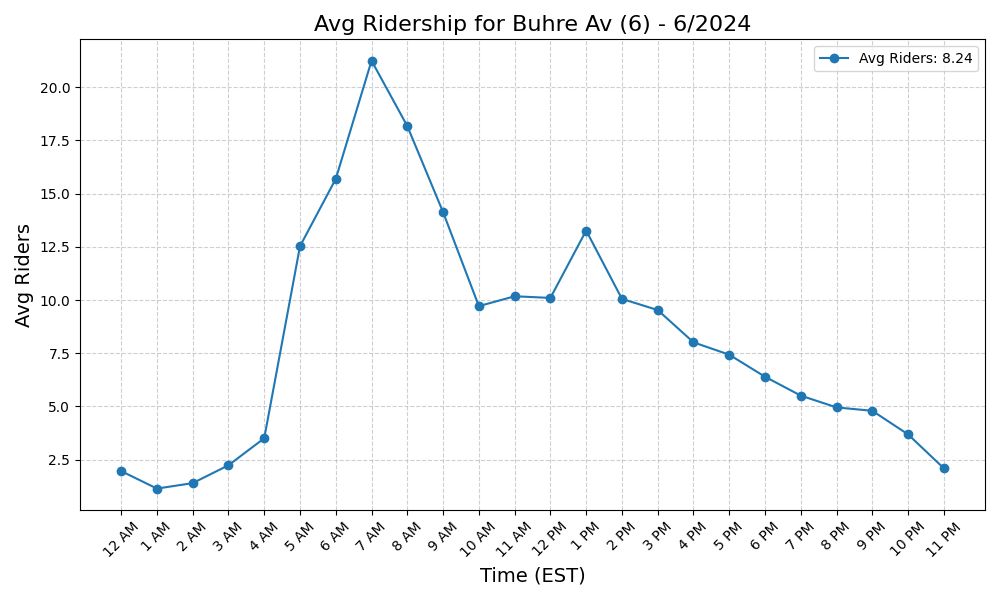 Avg Ridership for Buhre Av (6) - 6/2024
Avg Riders: 8.24
Avg Riders
20.0
17.5
15.0
12.5
10.0
7.5
5.0
2.5
12 AM
1 AM
2 AM
3 AM
4 AM
5 AM
6 AM
7 AM
8 AM
9 AM
10 AM
11 AM
12 PM
1 PM
2 PM
3 PM
4 PM
5 PM
6 PM
7 PM
8 PM
9 PM
10 PM
11 PM
Time (EST)